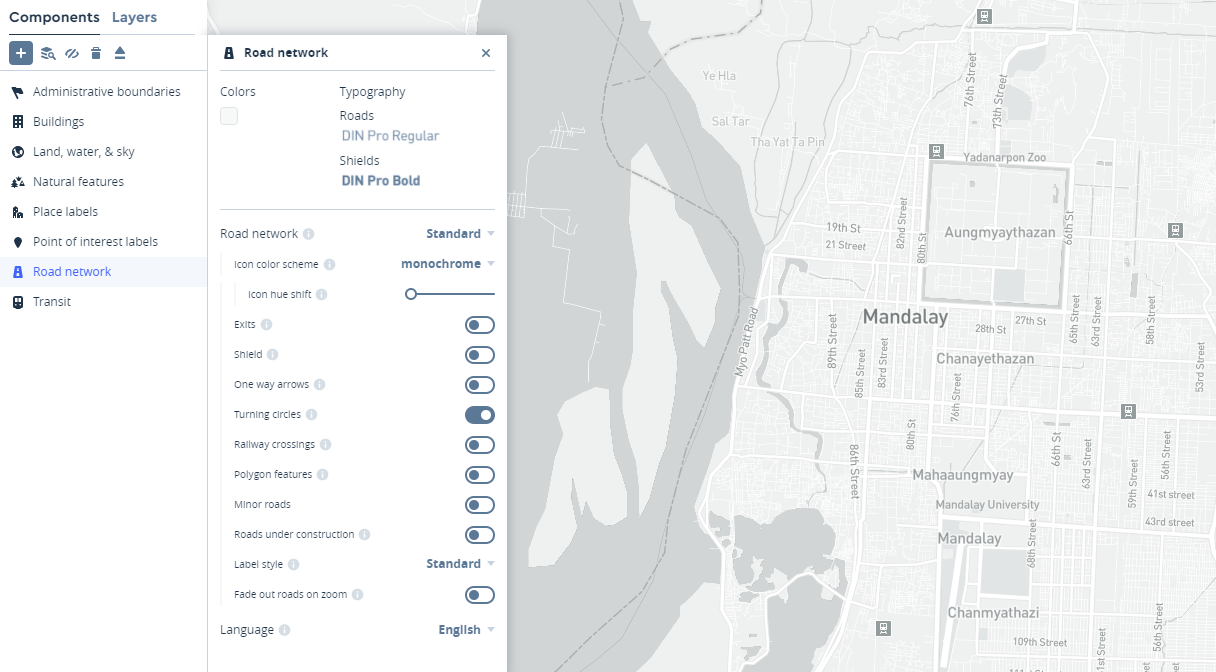 Components Layers
Administrative boundaries
Buildings
Land, water, & sky
Natural features
Place labels
Point of interest labels
Road network
Transit
Road network
Colors
Typography
Roads
DIN Pro Regular
Shields
DIN Pro Bold
Road network Standard
Icon color scheme monochrome
Icon hue shift
Exits
Shield
One way arrows
Turning circles
Railway crossings
Polygon features
Minor roads
Roads under construction
Label style Standard
Fade out roads on zoom
Language English
Ye Hla
Sal Tar
Tha Yat Ta Pin
76th Street
73th Street
Yadanarpon Zoo
19th St
21 Street
82nd Street
80th St
Aungmyaythazan
66th St
Mandalay
28th St
27th St
65th Street
63rd Street
58th Street
Myo Patt Road
89th Street
85th Street
83rd Street
Chanayethazan
76th Street
53rd Street
80th St
86th Street
66th St
63rd Street
59th Street
56th Street
Mahaaungmyay
Mandalay University
41st street
43rd street
Mandalay
68th Street
Chanmyathazi
109th Street
56th Street